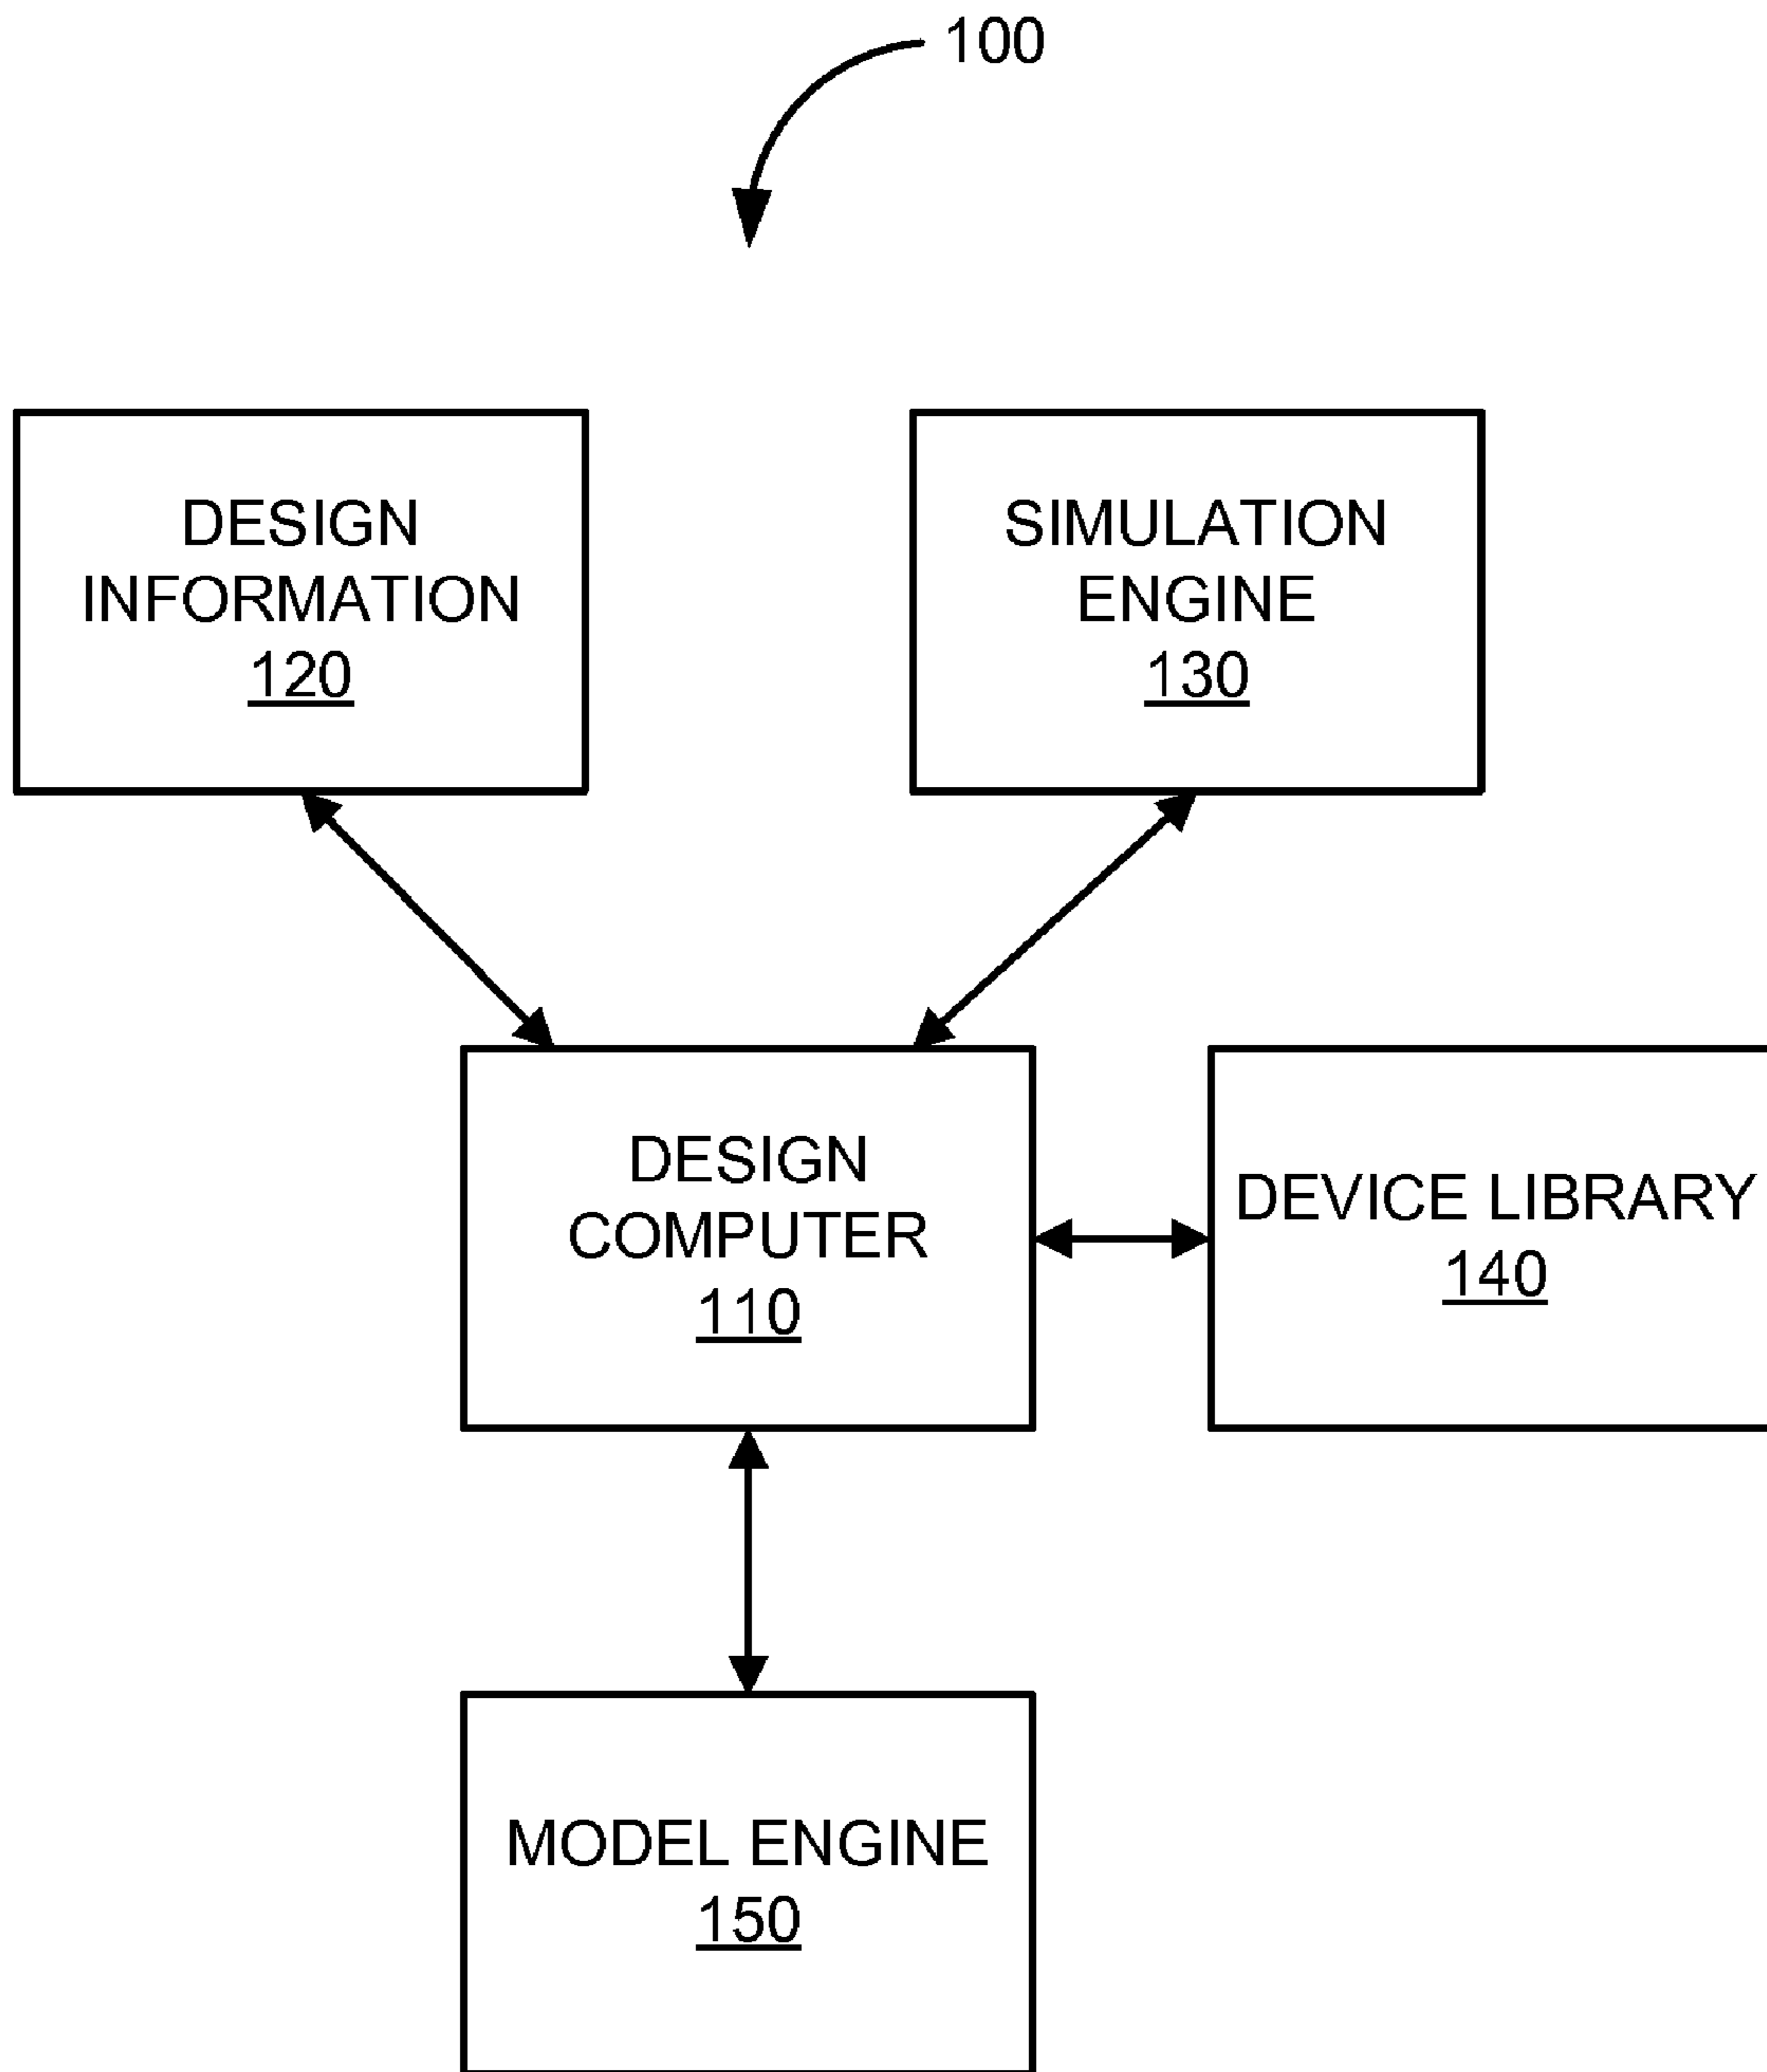 100
DESIGN
INFORMATION
120
SIMULATION
ENGINE
130
DESIGN
COMPUTER
110
DEVICE LIBRARY
140
MODEL ENGINE
150